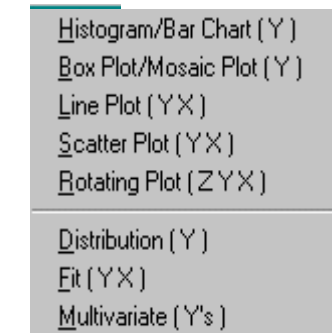 Histogram/Bar Chart ( Y )
Box Plot/Mosaic Plot ( Y )
Line Plot ( Y X )
Scatter Plot ( Y X )
Rotating Plot ( Z Y X )
Distribution ( Y )
Fit ( Y X )
Multivariate ( Y's )